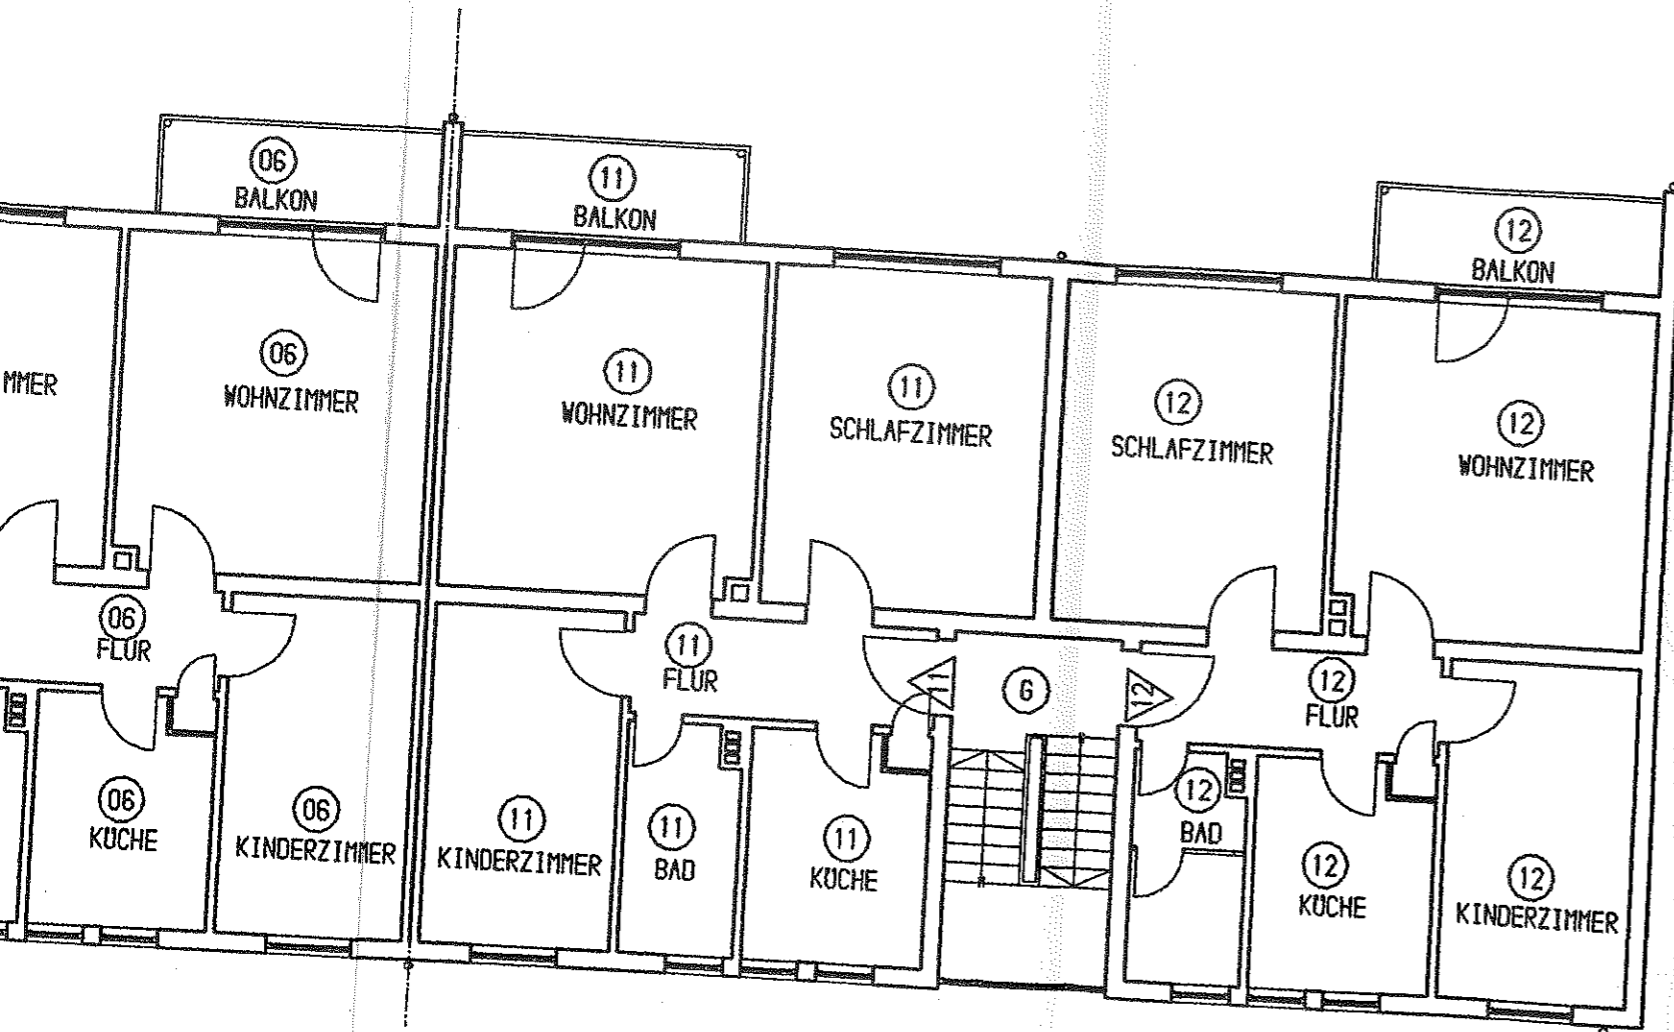 06
BALKON
11
BALKON
12
BALKON
MMER
06
WOHNZIMMER
11
WOHNZIMMER
11
SCHLAFZIMMER
12
SCHLAFZIMMER
12
WOHNZIMMER
06
FLUR
11
FLUR
11
G
12
12
FLUR
06
KÜCHE
06
KINDERZIMMER
11
KINDERZIMMER
11
BAD
11
KÜCHE
12
BAD
12
KÜCHE
12
KINDERZIMMER